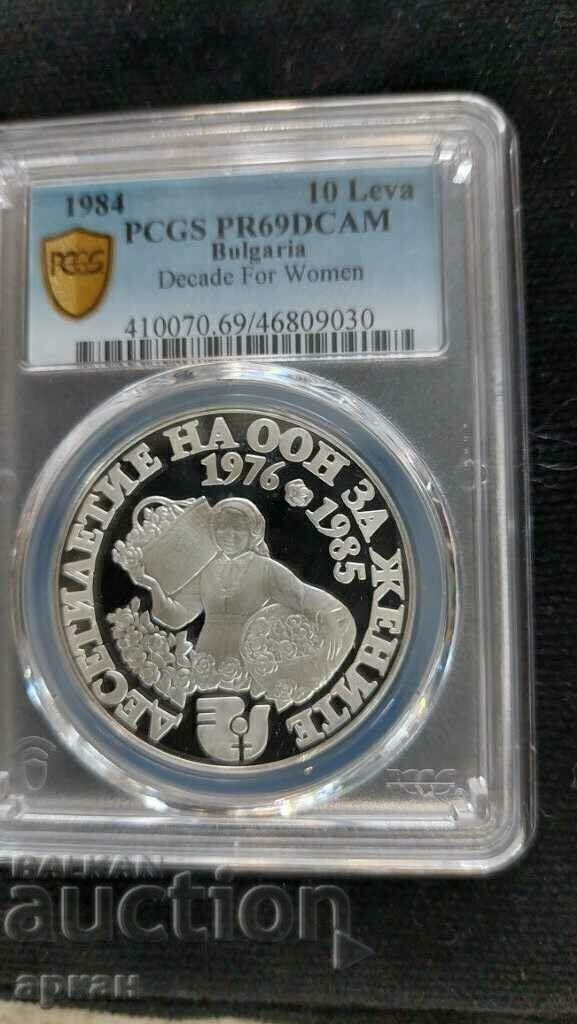 1984 10 Leva
PCGS PR69DCAM
Bulgaria
Decade For Women
410070.69/46809030
PCGS
ДЕСЕТИЛЕТИЕ НА ООН ЗА ЖЕНИТЕ
1976 1985
PCGS
BALKAN
auction
аркан